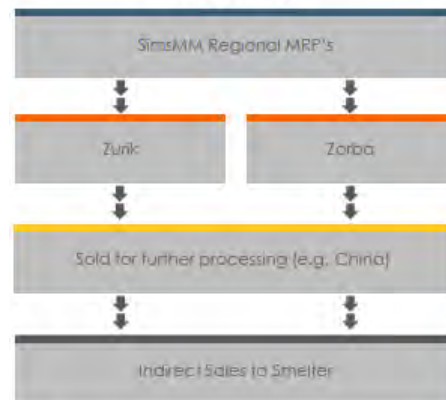 SimsMM Regional MRP's
Zurik
Zorba
Sold for further processing (e.g. China)
Indirect Sales to Smelter